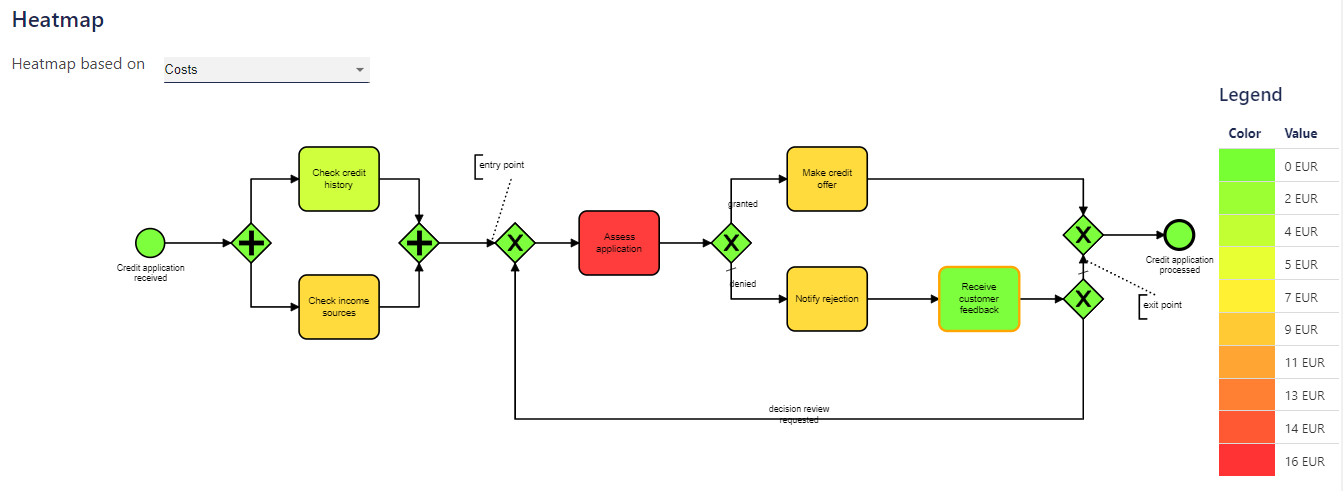 Heatmap
Heatmap based on
Costs
Legend
Color Value
0 EUR
2 EUR
4 EUR
5 EUR
7 EUR
9 EUR
11 EUR
13 EUR
14 EUR
16 EUR
Credit application
received
Check credit
history
Check income
sources
entry point
Assess
application
granted
denied
Make credit
offer
Notify rejection
Receive
customer
feedback
Credit application
processed
exit point
decision review
requested